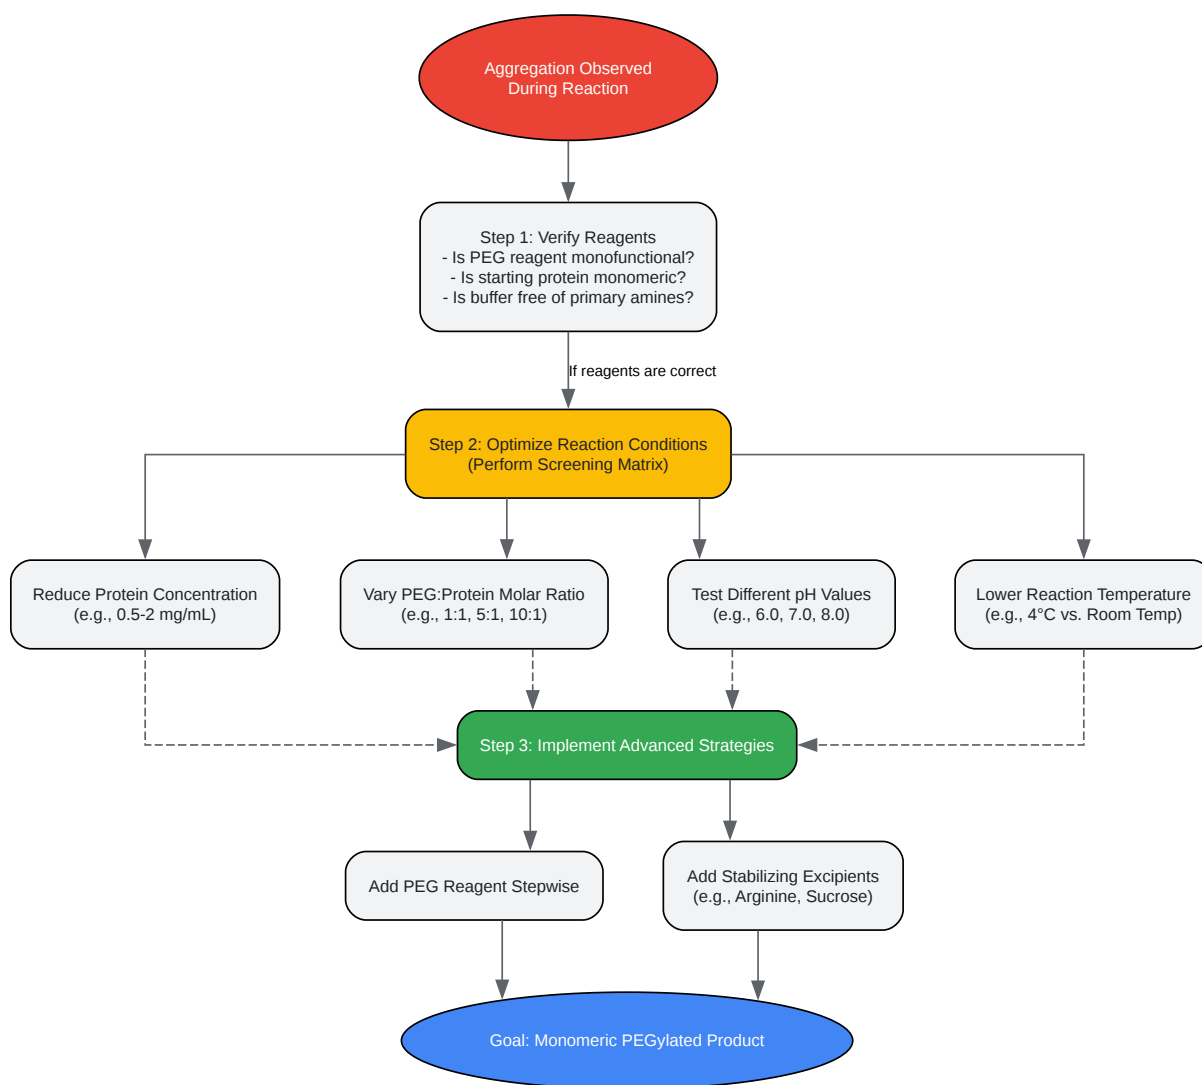 Aggregation Observed
During Reaction
Step 1: Verify Reagents
- Is PEG reagent monofunctional?
- Is starting protein monomeric?
- Is buffer free of primary amines?
If reagents are correct
Step 2: Optimize Reaction Conditions
(Perform Screening Matrix)
Reduce Protein Concentration
(e.g., 0.5-2 mg/mL)
Vary PEG:Protein Molar Ratio
(e.g., 1:1, 5:1, 10:1)
Test Different pH Values
(e.g., 6.0, 7.0, 8.0)
Lower Reaction Temperature
(e.g., 4°C vs. Room Temp)
Step 3: Implement Advanced Strategies
Add PEG Reagent Stepwise
Add Stabilizing Excipients
(e.g., Arginine, Sucrose)
Goal: Monomeric PEGylated Product